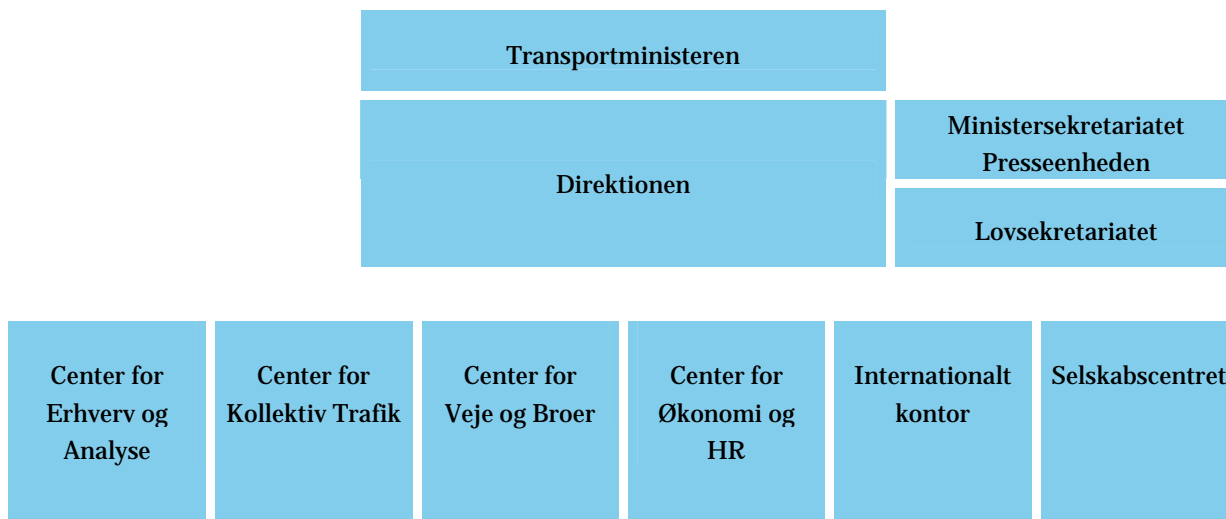 Transportministeren
Direktionen
Ministersekretariatet
Presseenheden
Lovsekretariatet
Center for
Erhverv og
Analyse
Center for
Kollektiv Trafik
Center for
Veje og Broer
Center for
Økonomi og
HR
Internationalt
kontor
Selskabscentret